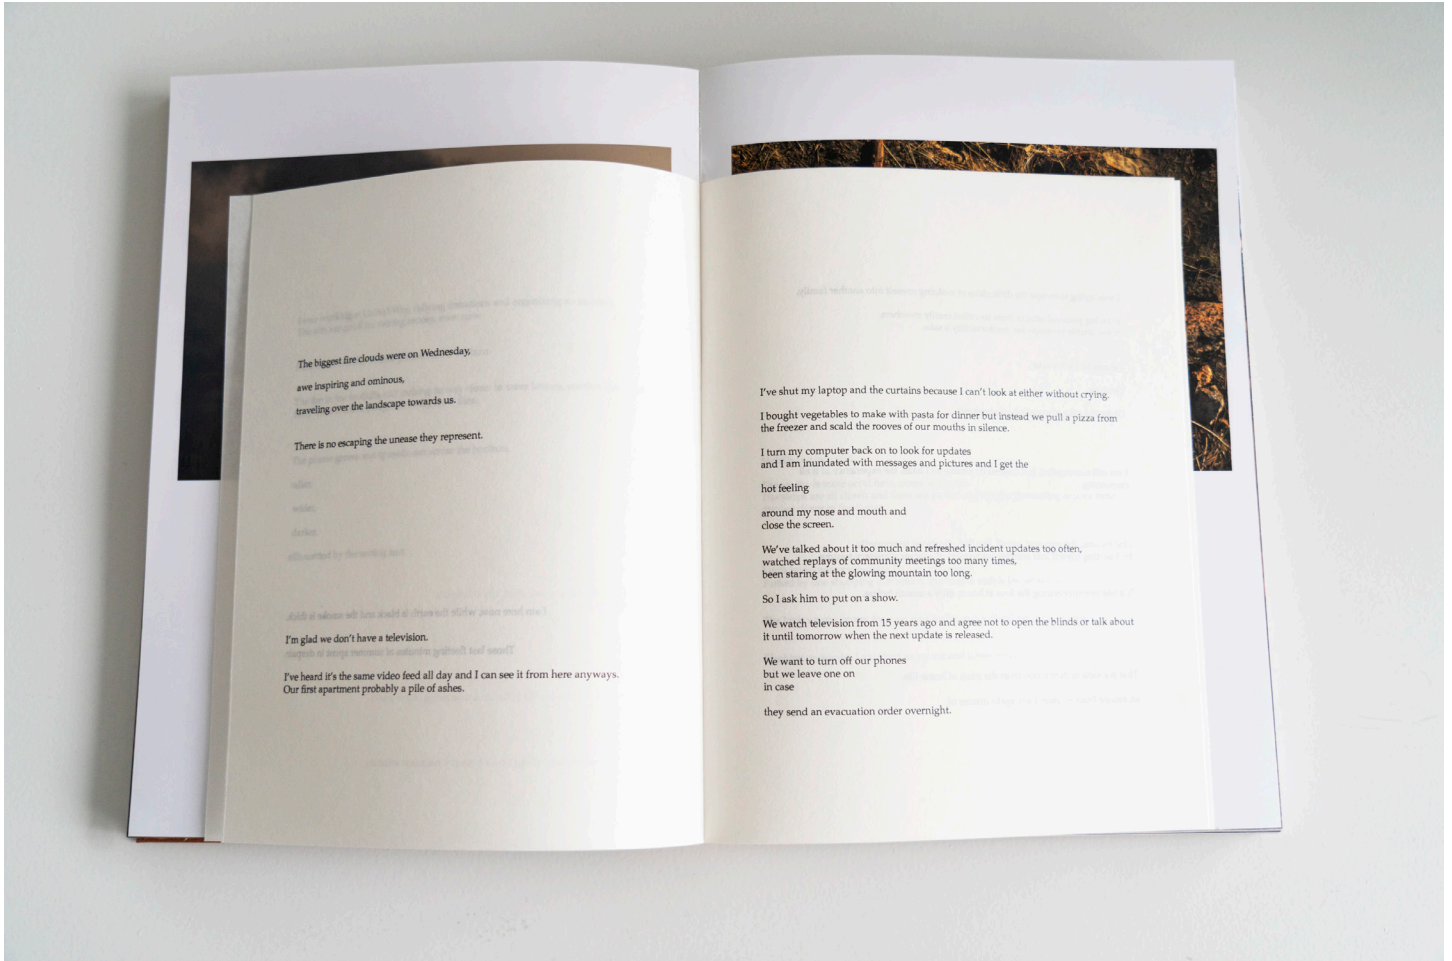 The biggest fire clouds were on Wednesday,
awe inspiring and ominous,
traveling over the landscape towards us.
There is no escaping the unease they represent.
I'm glad we don't have a television.
I've heard it's the same video feed all day and I can see it from here anyways.
Our first apartment probably a pile of ashes.
I've shut my laptop and the curtains because I can't look at either without crying.
I bought vegetables to make with pasta for dinner but instead we pull a pizza from
the freezer and scald the rooves of our mouths in silence.
I turn my computer back on to look for updates
and I am inundated with messages and pictures and I get the
hot feeling
around my nose and mouth and
close the screen.
We've talked about it too much and refreshed incident updates too often,
watched replays of community meetings too many times,
been staring at the glowing mountain too long.
So I ask him to put on a show.
We watch television from 15 years ago and agree not to open the blinds or talk about
it until tomorrow when the next update is released.
We want to turn off our phones
but we leave one on
in case
they send an evacuation order overnight.